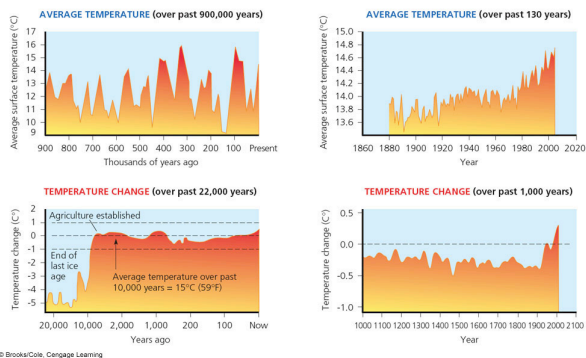 AVERAGE TEMPERATURE (over past 900,000 years)
Average surface temperature (°C)
17
16
15
14
13
12
11
10
9
900 800 700 600 500 400 300 200 100 Present
Thousands of years ago
AVERAGE TEMPERATURE (over past 130 years)
Average surface temperature (°C)
15.0
14.8
14.6
14.4
14.2
14.0
13.8
13.6
1860 1880 1900 1920 1940 1960 1980 2000 2020
Year
TEMPERATURE CHANGE (over past 22,000 years)
Temperature change (C°)
2
1
0
-1
-2
-3
-4
-5
Agriculture established
End of
last ice
age
Average temperature over past
10,000 years = 15°C (59°F)
20,000 10,000 2,000 1,000 200 100 Now
Years ago
TEMPERATURE CHANGE (over past 1,000 years)
Temperature change (C°)
0.5
0.0
-0.5
-1.0
1000 1100 1200 1300 1400 1500 1600 1700 1800 1900 2000 2100
Year
© Brooks/Cole, Cengage Learning